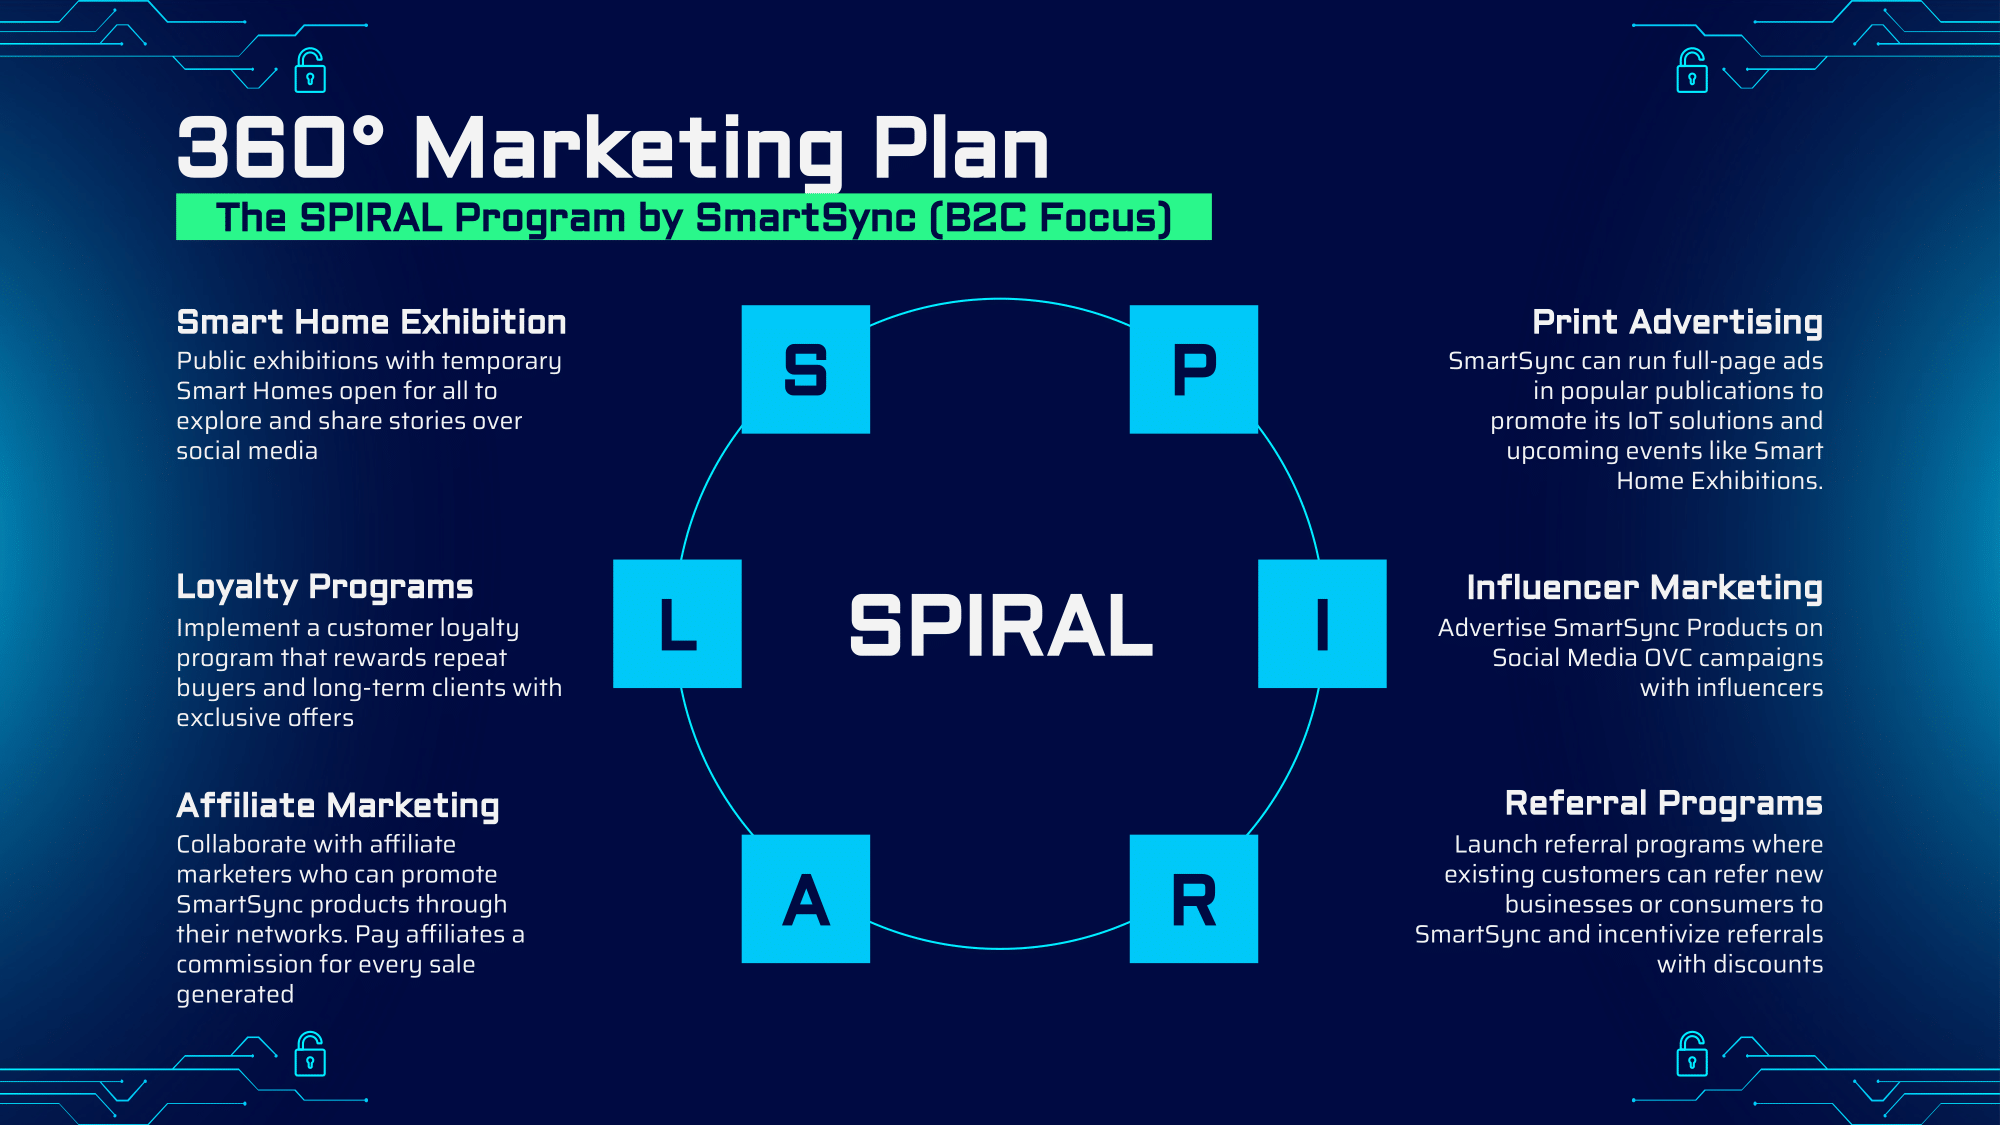 360° Marketing Plan
The SPIRAL Program by SmartSync (B2C Focus)
Smart Home Exhibition
Public exhibitions with temporary
Smart Homes open for all to
explore and share stories over
social media
Loyalty Programs
Implement a customer loyalty
program that rewards repeat
buyers and long-term clients with
exclusive offers
Affiliate Marketing
Collaborate with affiliate
marketers who can promote
SmartSync products through
their networks. Pay affiliates a
commission for every sale
generated
S
P
L
SPIRAL
I
A
R
Print Advertising
SmartSync can run full-page ads
in popular publications to
promote its IoT solutions and
upcoming events like Smart
Home Exhibitions.
Influencer Marketing
Advertise SmartSync Products on
Social Media OVC campaigns
with influencers
Referral Programs
Launch referral programs where
existing customers can refer new
businesses or consumers to
SmartSync and incentivize referrals
with discounts